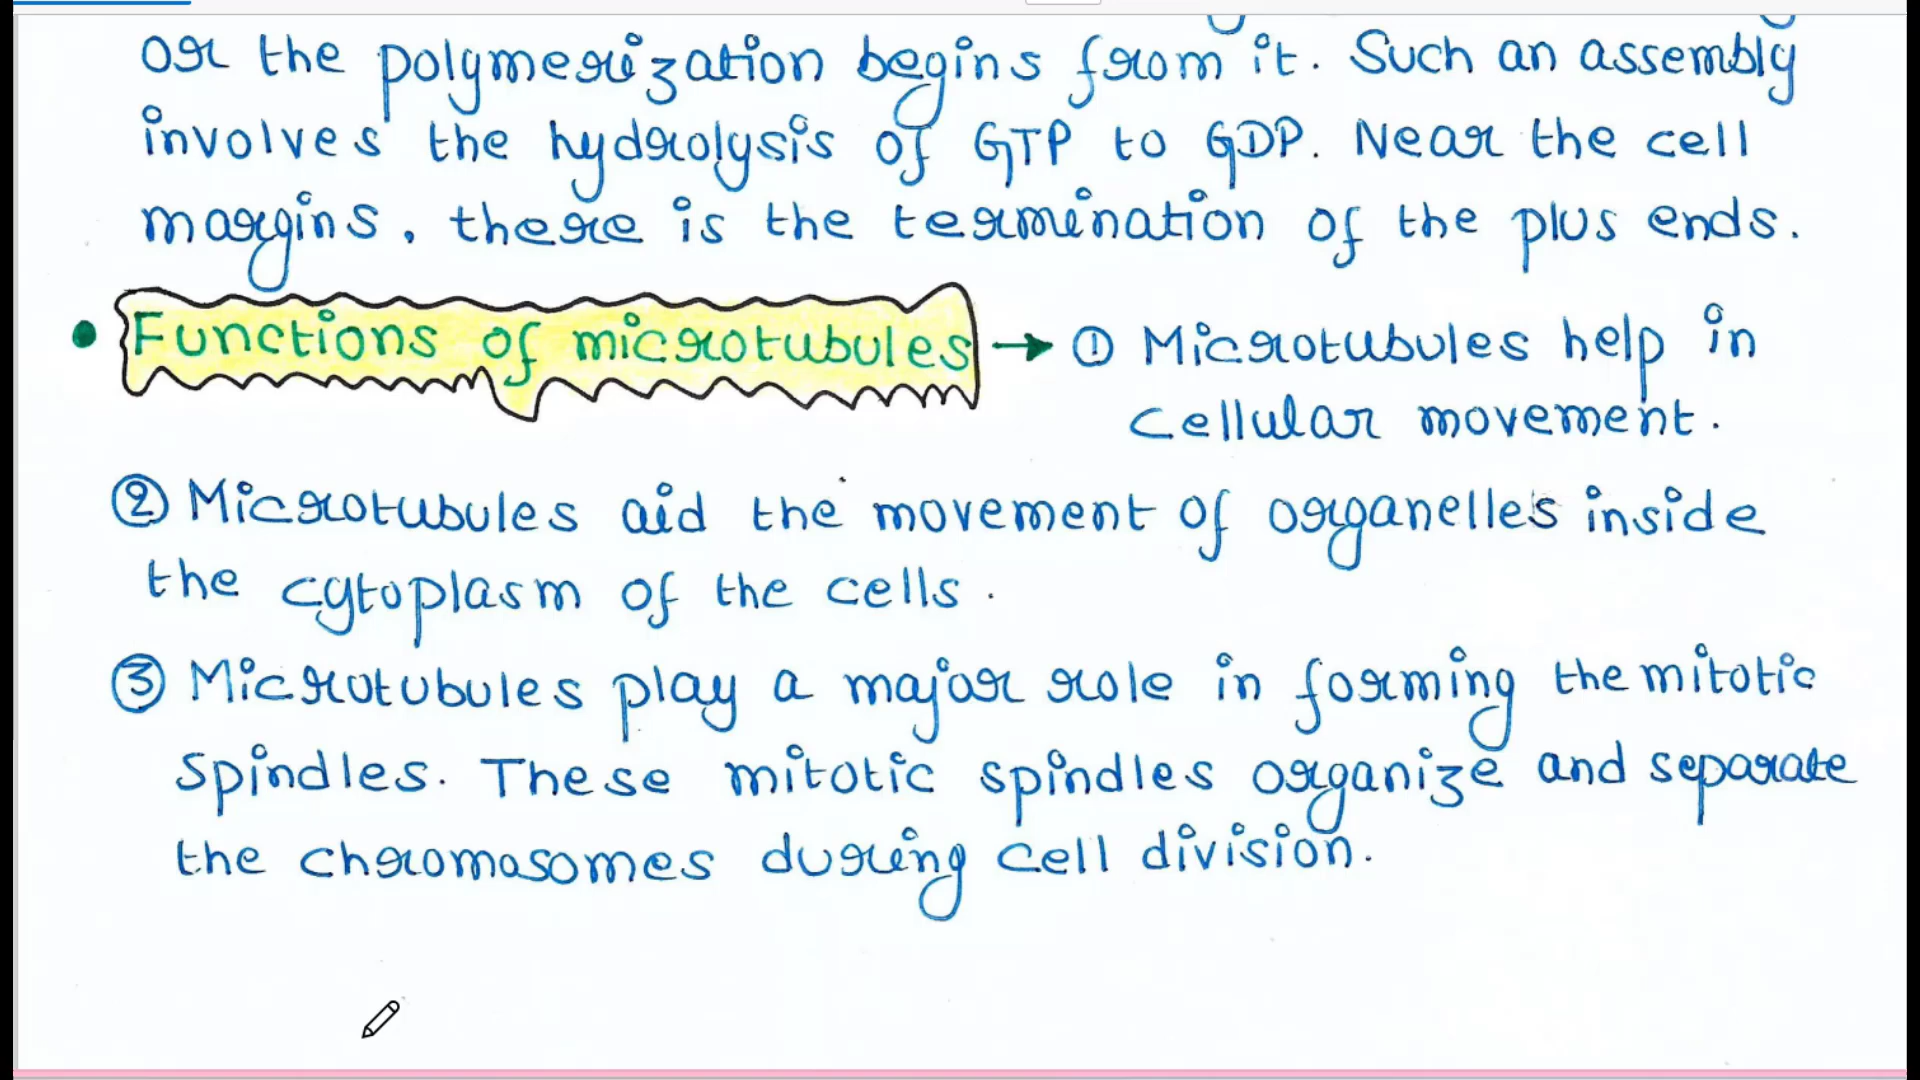 or the polymerization begins from it. Such an assembly
involves the hydrolysis of GTP to GDP. Near the cell
margins, there is the termination of the plus ends.
• Functions of microtubules → ① Microtubules help in
cellular movement.
② Microtubules aid the movement of organelles inside
the cytoplasm of the cells.
③ Microtubules play a major role in forming the mitotic
spindles. These mitotic spindles organize and separate
the chromosomes during cell division.